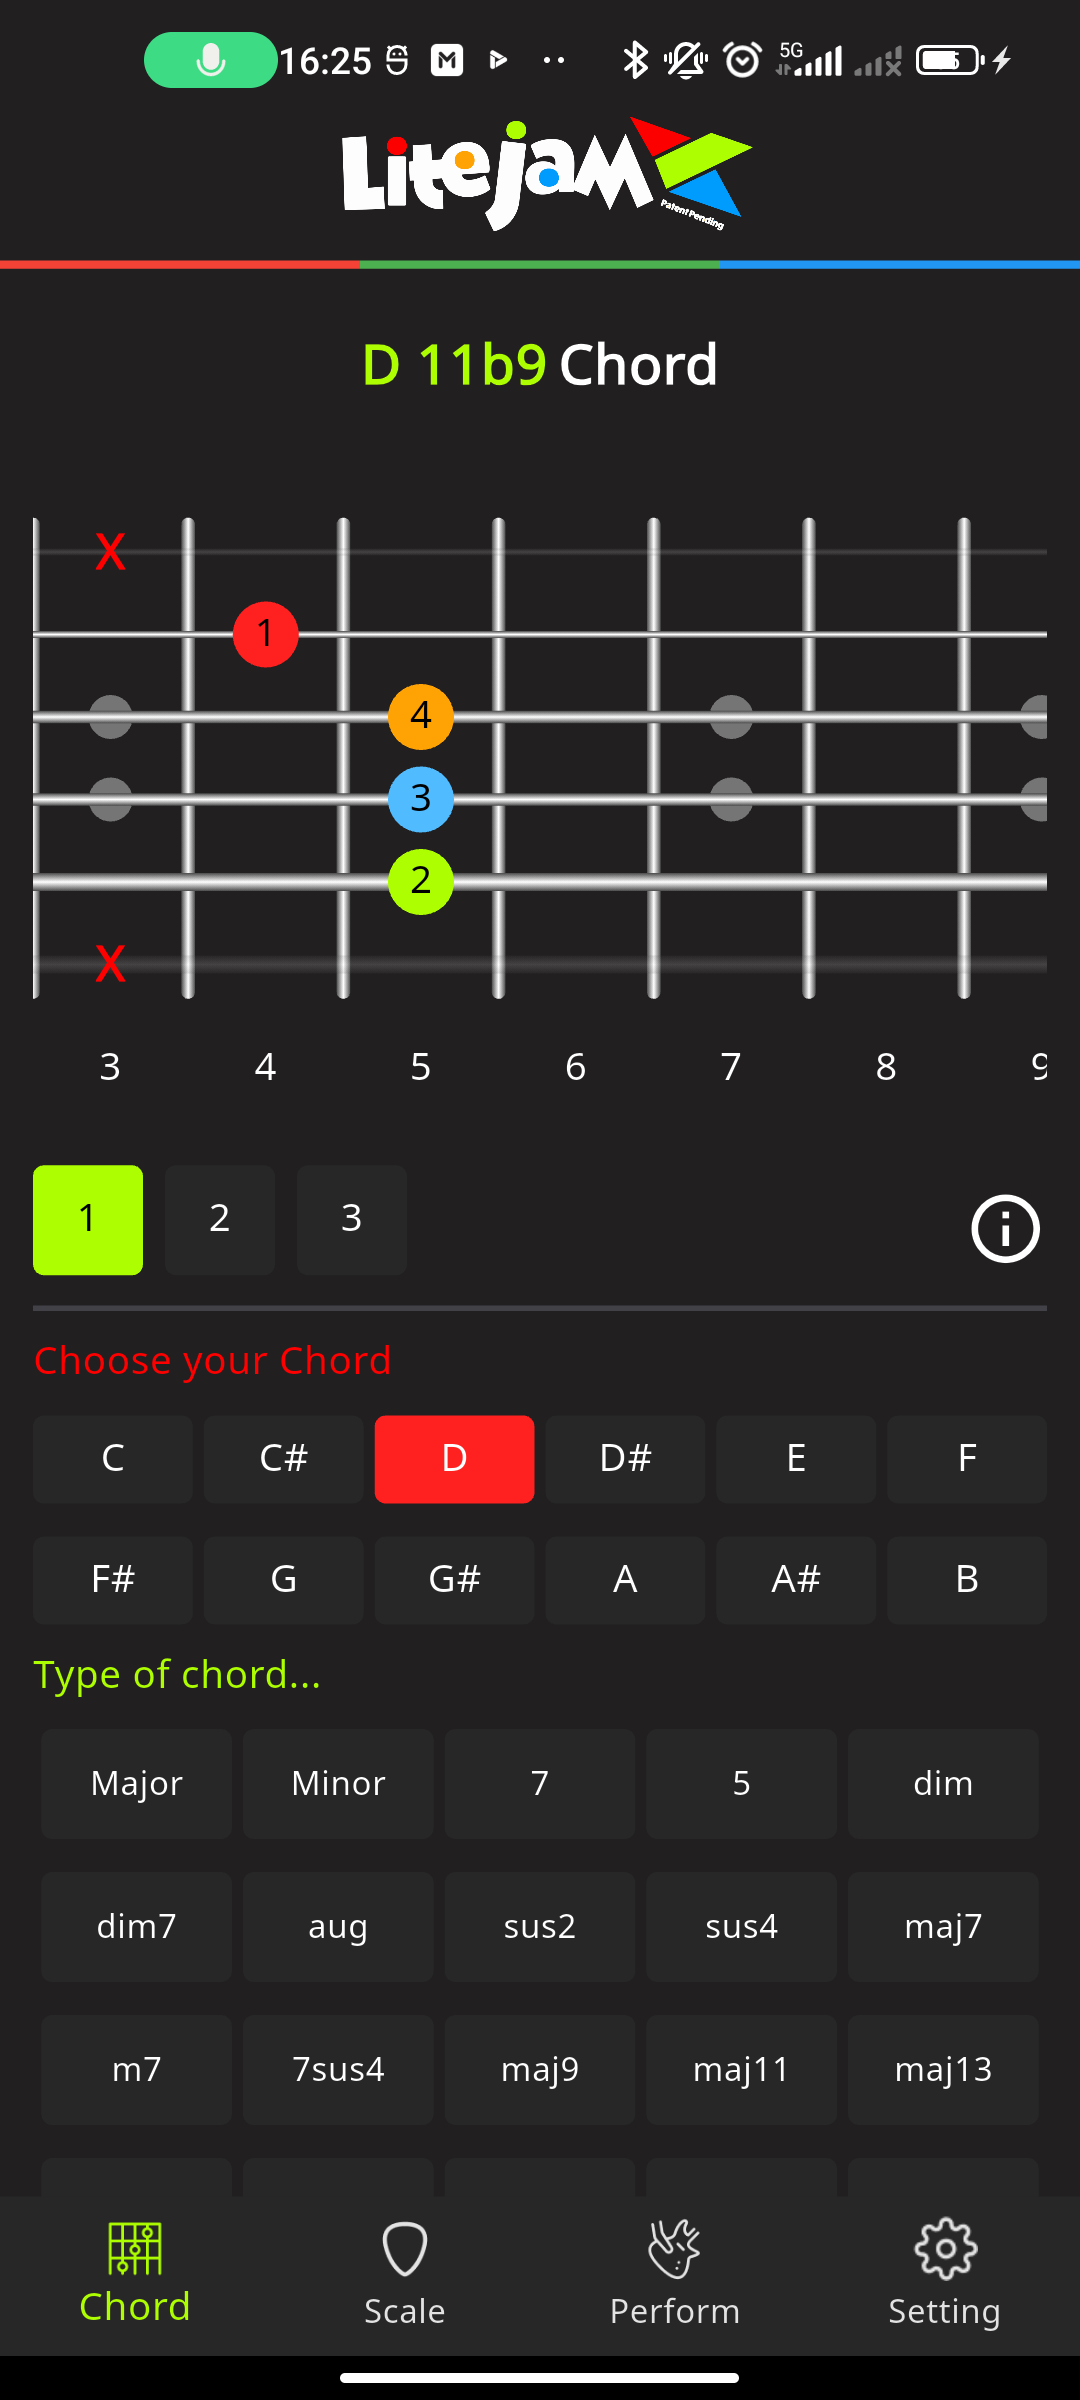 16:25 M 5G
Litejam
Patent Pending
D 11b9 Chord
X
1
4
3
2
X
3 4 5 6 7 8 9
1 2 3
Choose your Chord
C C# D D# E F
F# G G# A A# B
Type of chord...
Major Minor 7 5 dim
dim7 aug sus2 sus4 maj7
m7 7sus4 maj9 maj11 maj13
Chord Scale Perform Setting